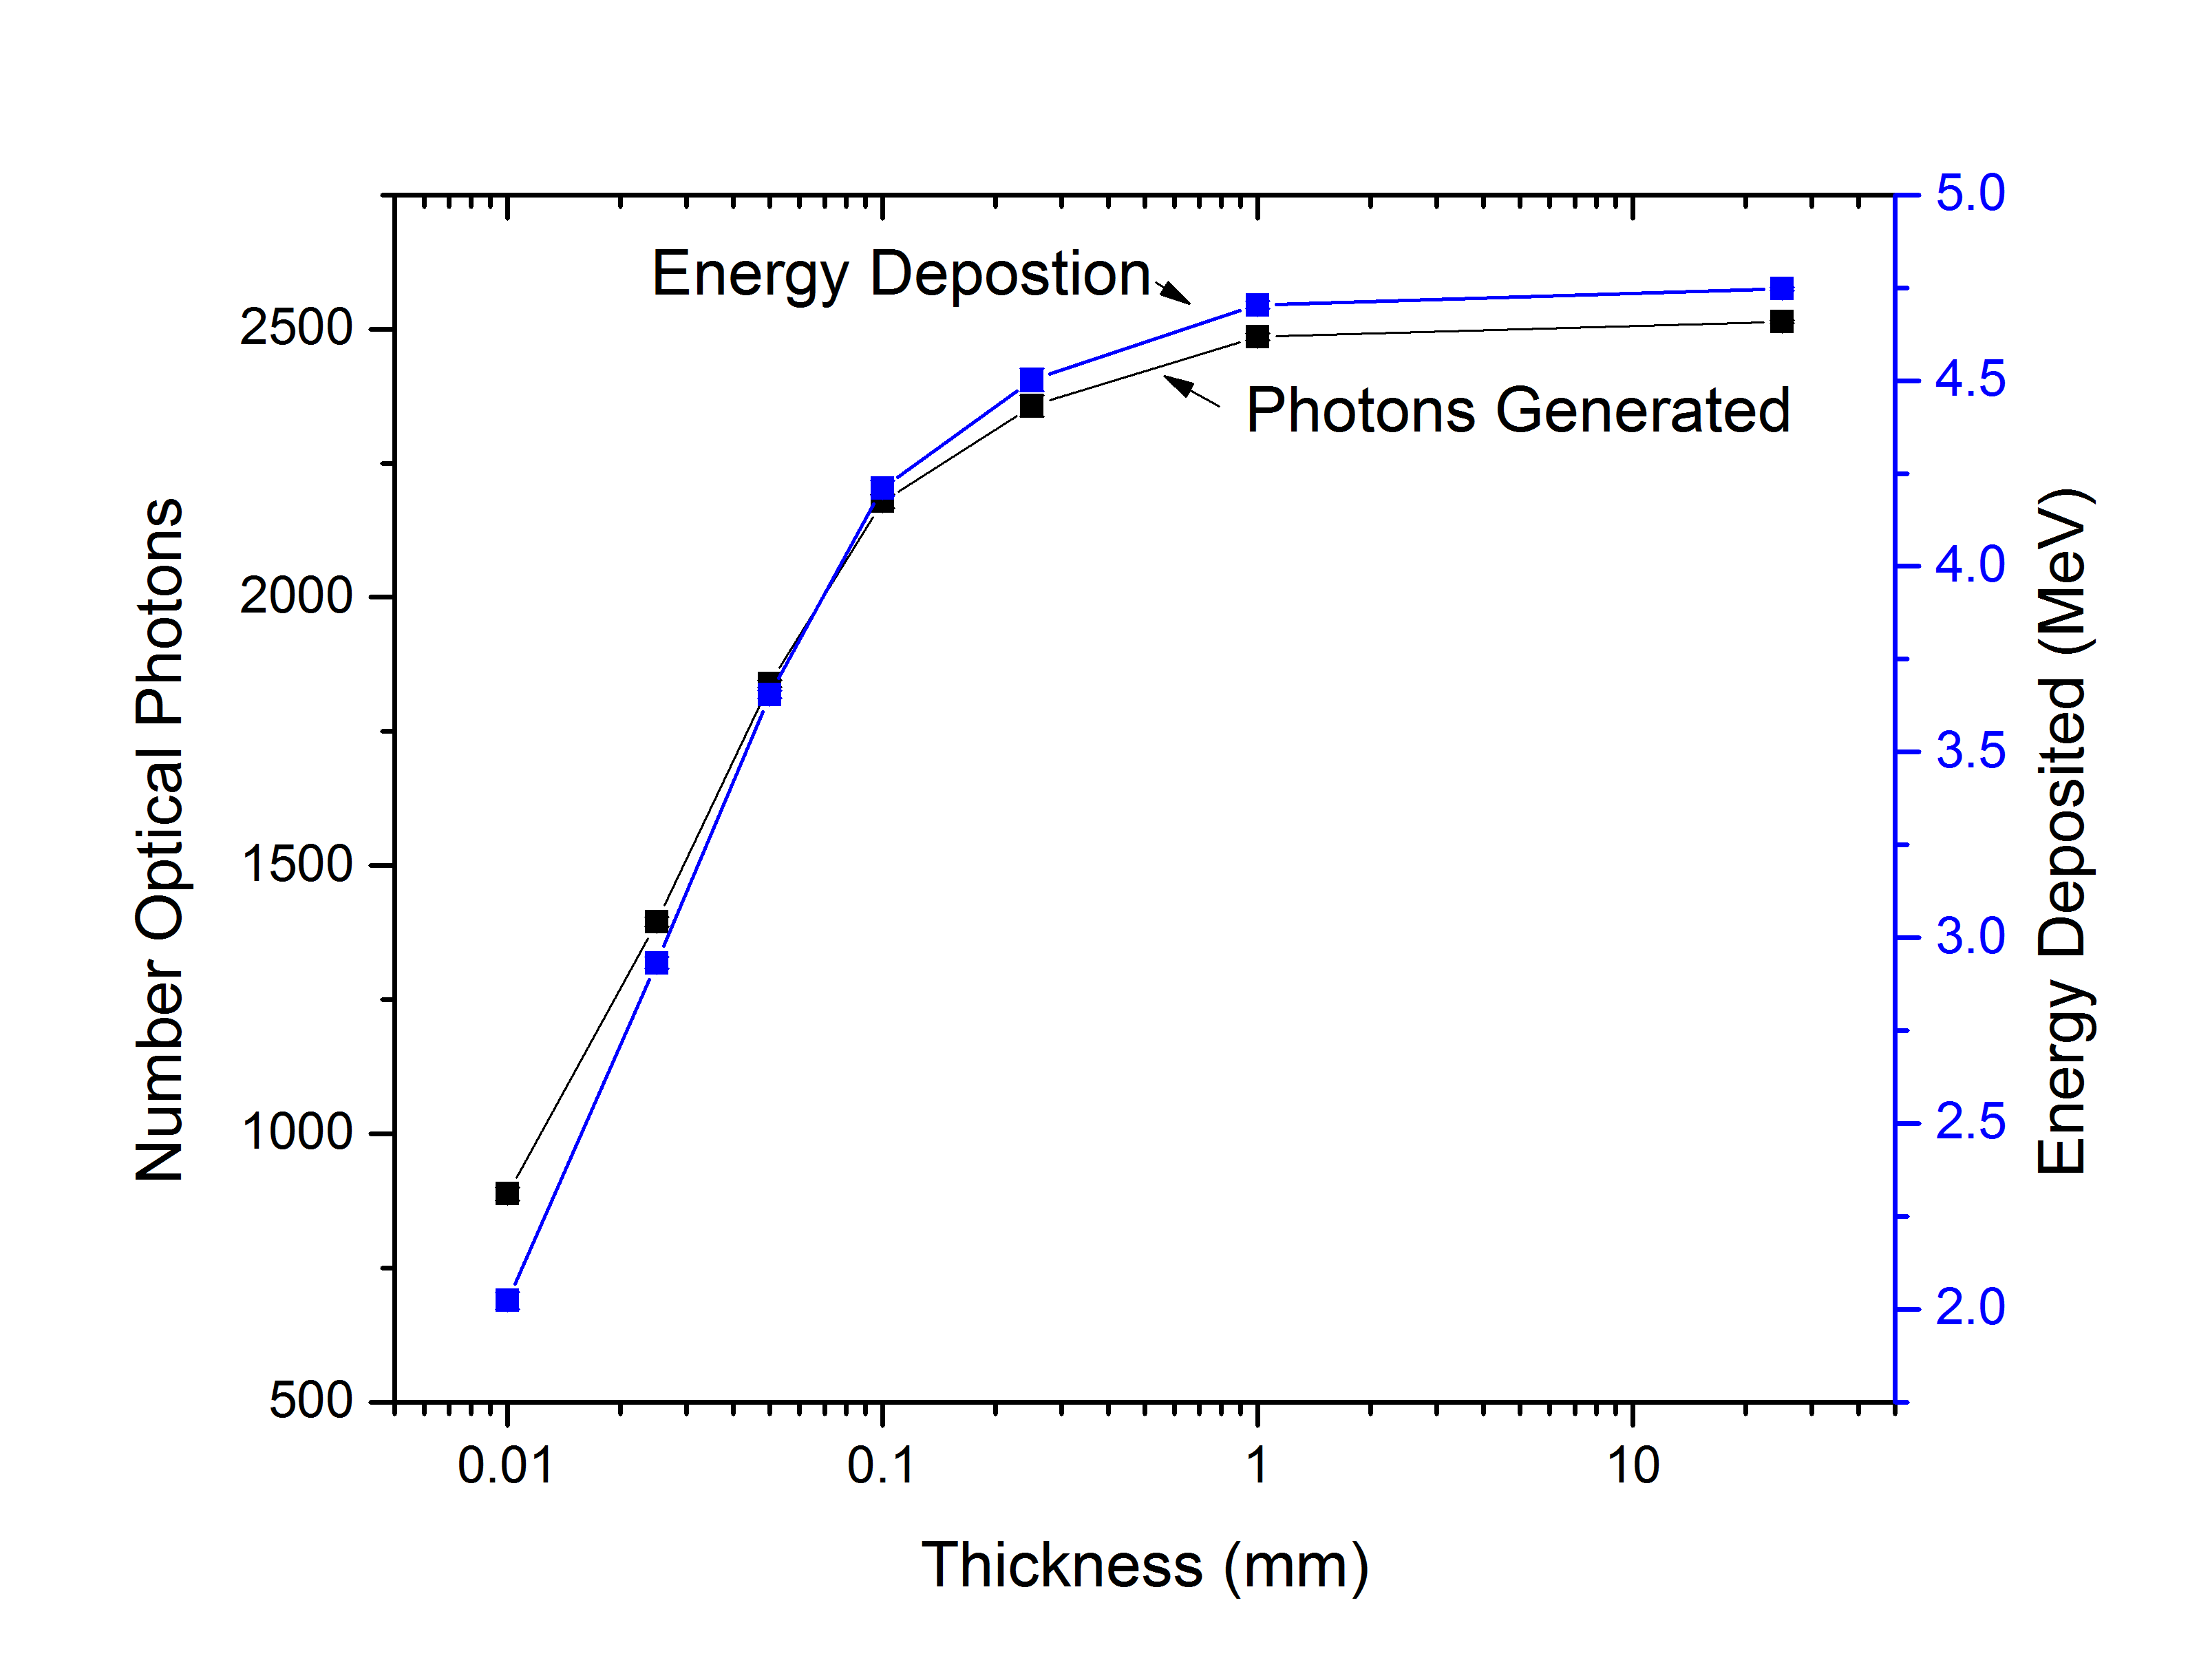 Energy Depostion
Photons Generated
Number Optical Photons
2500
2000
1500
1000
500
5.0
4.5
4.0
3.5
3.0
2.5
2.0
Energy Deposited (MeV)
0.01 0.1 1 10
Thickness (mm)